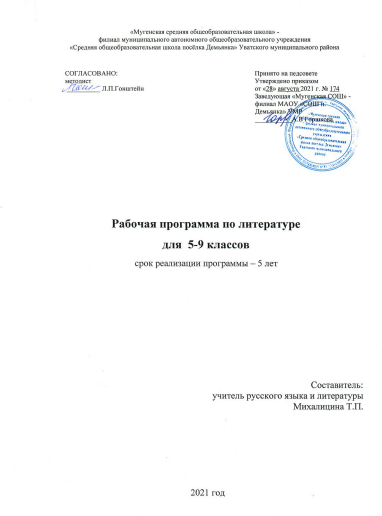 «Мугенская средняя общеобразовательная школа» -
филиал муниципального автономного общеобразовательного учреждения
«Средняя общеобразовательная школа посёлка Демьянка» Уватского муниципального района
СОГЛАСОВАНО:
методист
Л.П.Гонштейн
Принято на педсовете
Утверждено приказом
от «28» августа 2021 г. № 174
Заведующая «Мугенская СОШ» -
филиал МАОУ «СОШ п.
Демьянка» УМР
Рабочая программа по литературе
для 5-9 классов
срок реализации программы – 5 лет
Составитель:
учитель русского языка и литературы
Михалицина Т.П.
2021 год